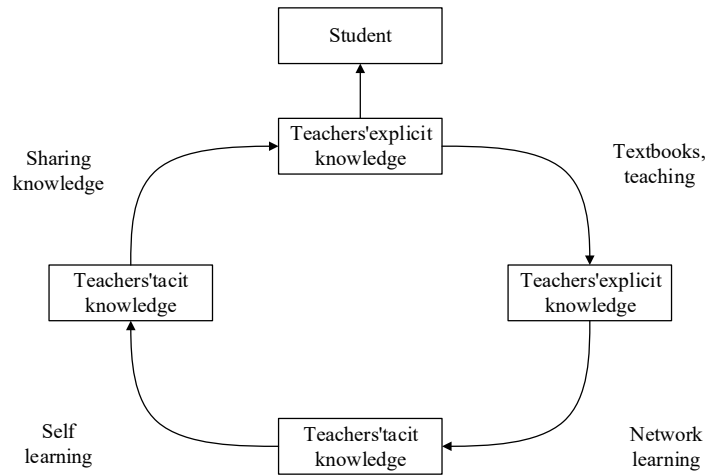 Student
Teachers'explicit
knowledge
Sharing
knowledge
Textbooks,
teaching
Teachers'tacit
knowledge
Teachers'explicit
knowledge
Self
learning
Teachers'tacit
knowledge
Network
learning